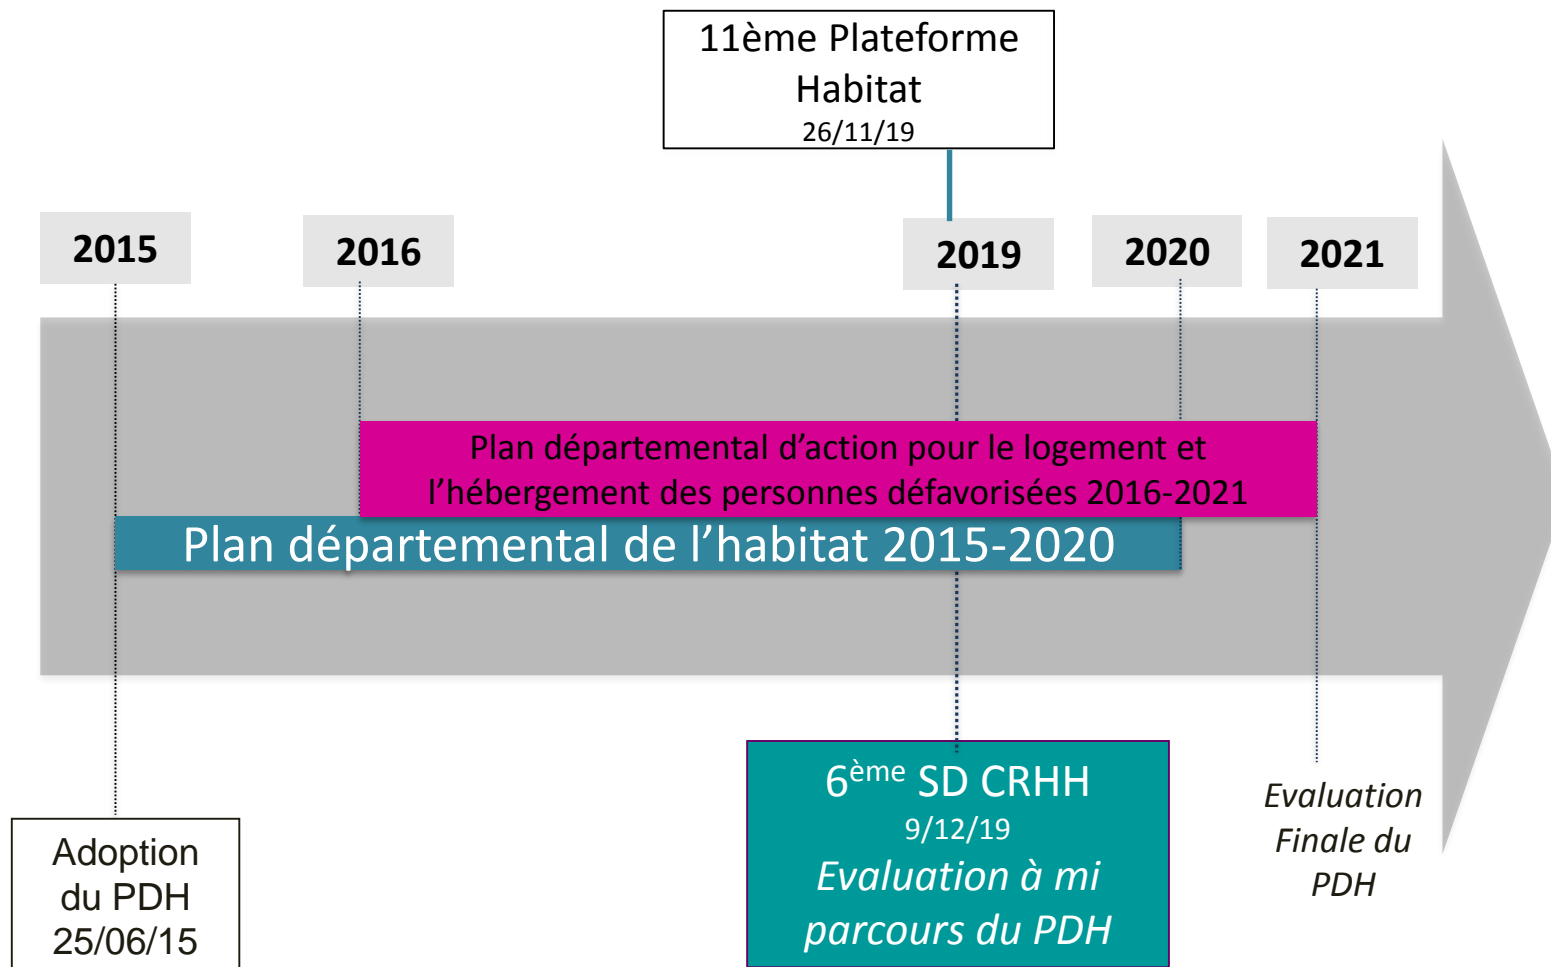 11ème Plateforme
Habitat
26/11/19
2015
2016
2019
2020
2021
Plan départemental d’action pour le logement et
l’hébergement des personnes défavorisées 2016-2021
Plan départemental de l’habitat 2015-2020
Adoption
du PDH
25/06/15
6ème SD CRHH
9/12/19
Evaluation à mi
parcours du PDH
Evaluation
Finale du
PDH